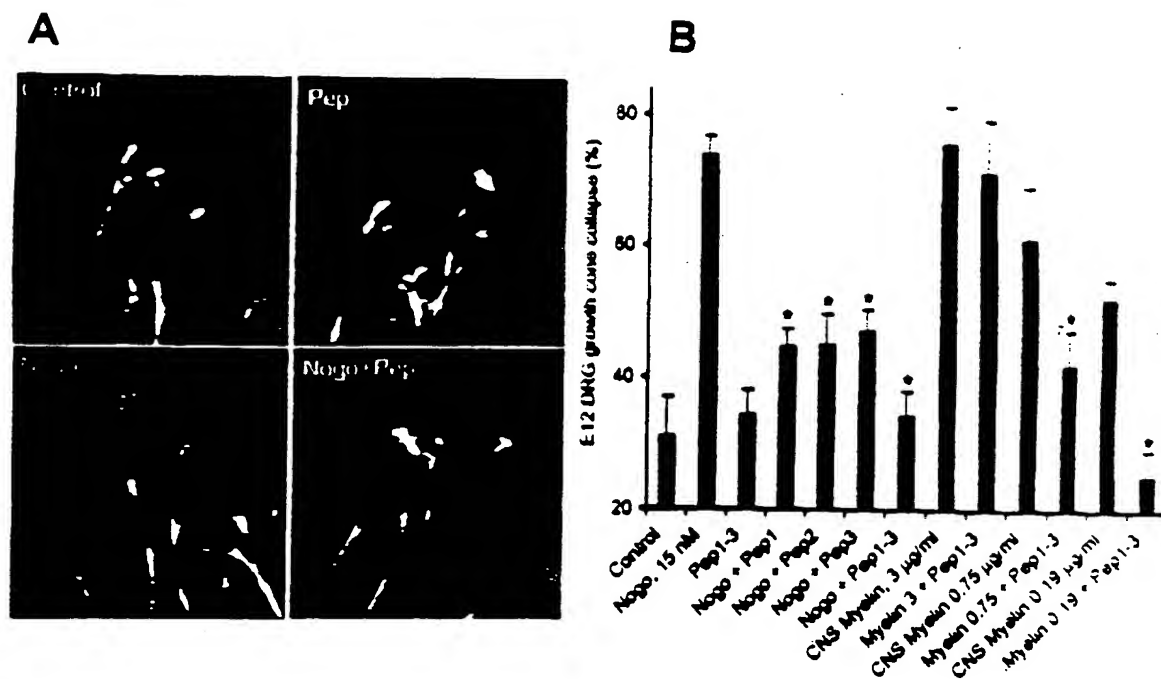 A
B
Control
Pep
Nogo+Pep
E12 DRG growth cone collapse (%)
80
60
40
20
Control
Nogo, 15 nM
Pep1-3
Nogo + Pep1
Nogo + Pep2
Nogo + Pep3
Nogo + Pep1-3
CNS Myelin, 3 µg/ml
Myelin 3 + Pep1-3
CNS Myelin 0.75 µg/ml
Myelin 0.75 + Pep1-3
CNS Myelin 0.19 µg/ml
Myelin 0.19 + Pep1-3